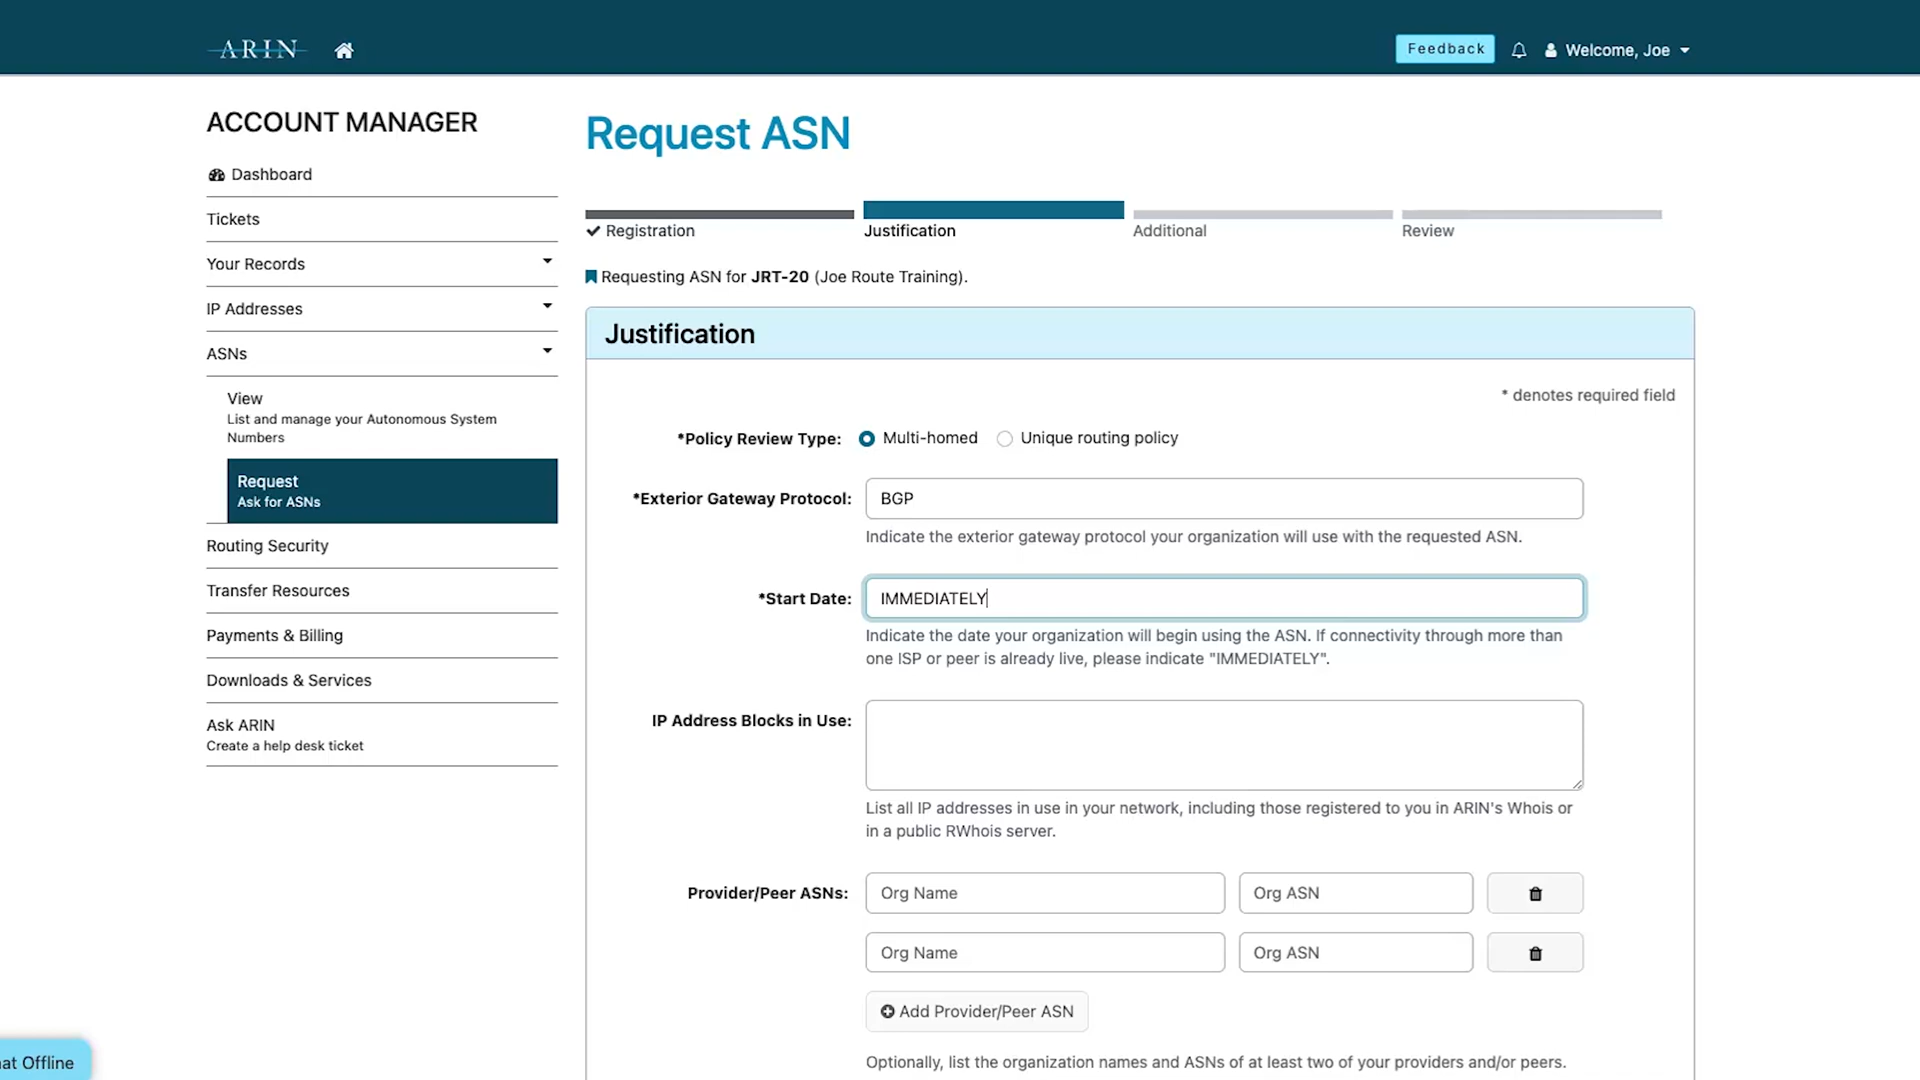 ARIN
Feedback
Welcome, Joe
ACCOUNT MANAGER
Dashboard
Tickets
Your Records
IP Addresses
ASNs
View
List and manage your Autonomous System
Numbers
Request
Ask for ASNs
Routing Security
Transfer Resources
Payments & Billing
Downloads & Services
Ask ARIN
Create a help desk ticket
Request ASN
Registration
Justification
Additional
Review
Requesting ASN for JRT-20 (Joe Route Training).
Justification
* denotes required field
*Policy Review Type: Multi-homed Unique routing policy
*Exterior Gateway Protocol: BGP
Indicate the exterior gateway protocol your organization will use with the requested ASN.
*Start Date: IMMEDIATELY
Indicate the date your organization will begin using the ASN. If connectivity through more than
one ISP or peer is already live, please indicate "IMMEDIATELY".
IP Address Blocks in Use:
List all IP addresses in use in your network, including those registered to you in ARIN's Whois or
in a public RWhois server.
Provider/Peer ASNs: Org Name Org ASN
Org Name Org ASN
Add Provider/Peer ASN
Optionally, list the organization names and ASNs of at least two of your providers and/or peers.
at Offline